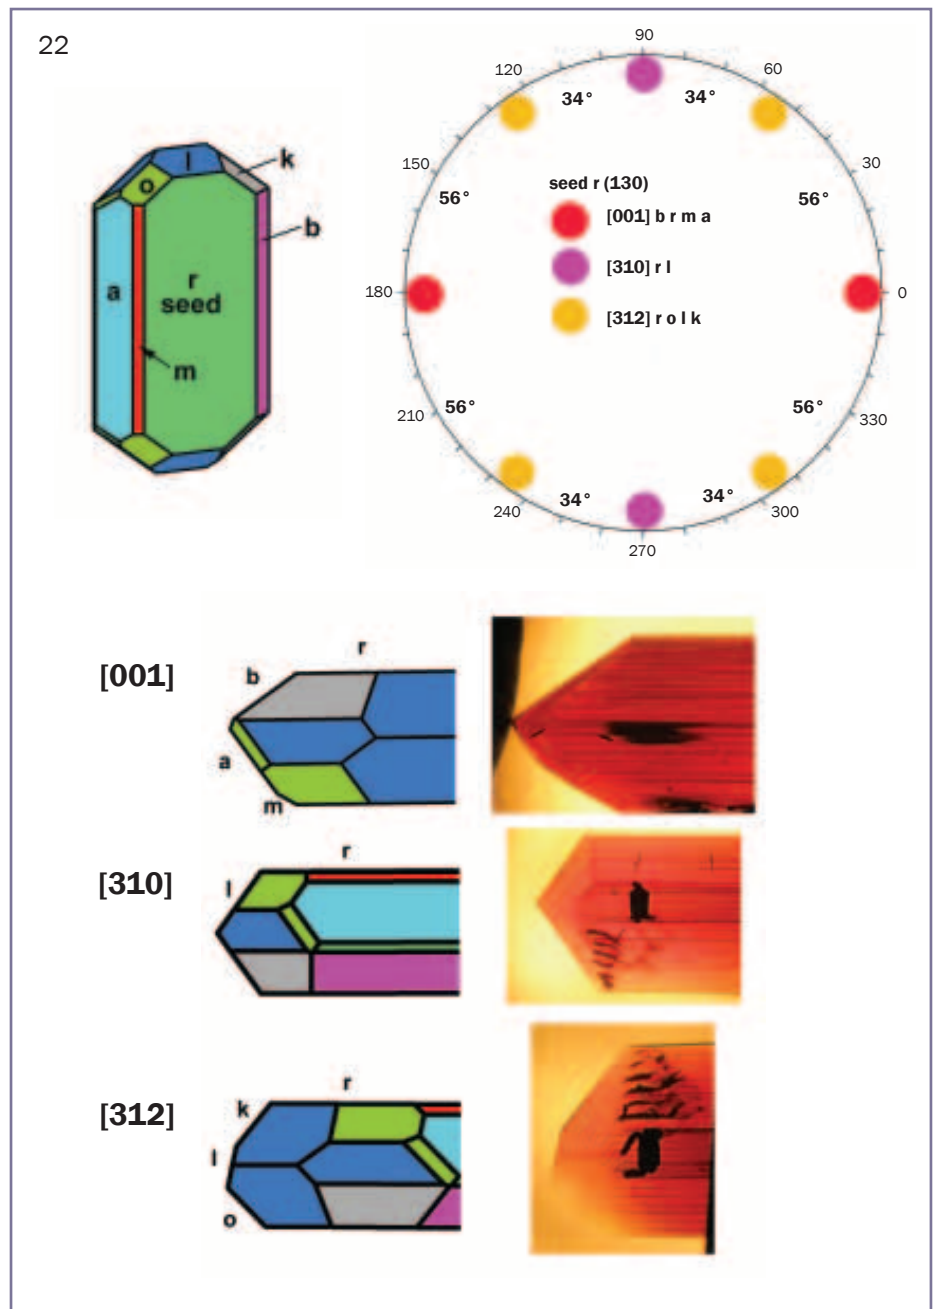 22
90
120
60
34°
34°
150
30
56°
56°
seed r (130)
[001] b r m a
[310] r l
[312] r o l k
180
0
210
330
56°
56°
240
300
34°
34°
270
l
k
o
b
a
r
seed
m
[001]
r
b
a
m
[310]
r
l
[312]
r
k
l
o